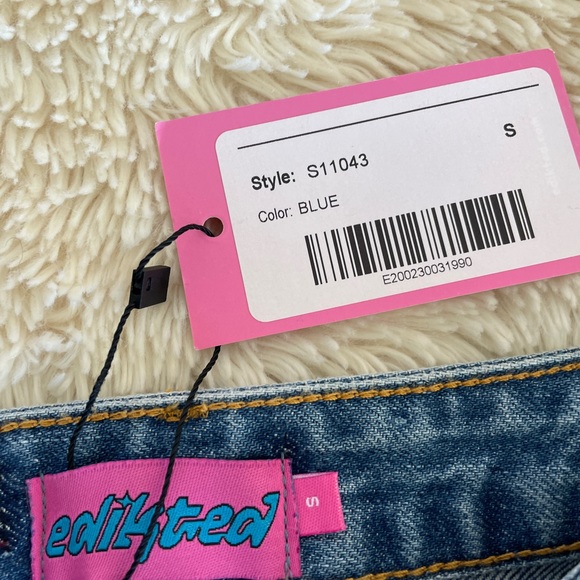 S
Style: S11043
Color: BLUE
E200230031990
edikted
S